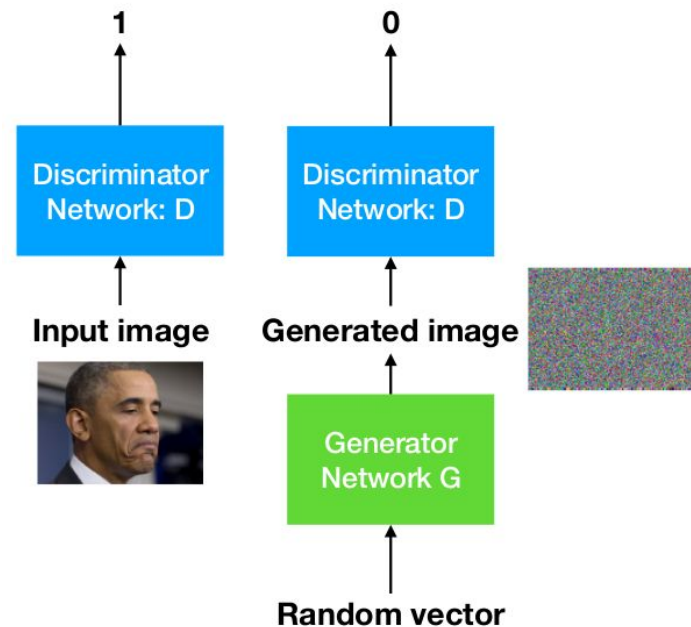 1
0
Discriminator
Network: D
Discriminator
Network: D
Input image
Generated image
Generator
Network G
Random vector